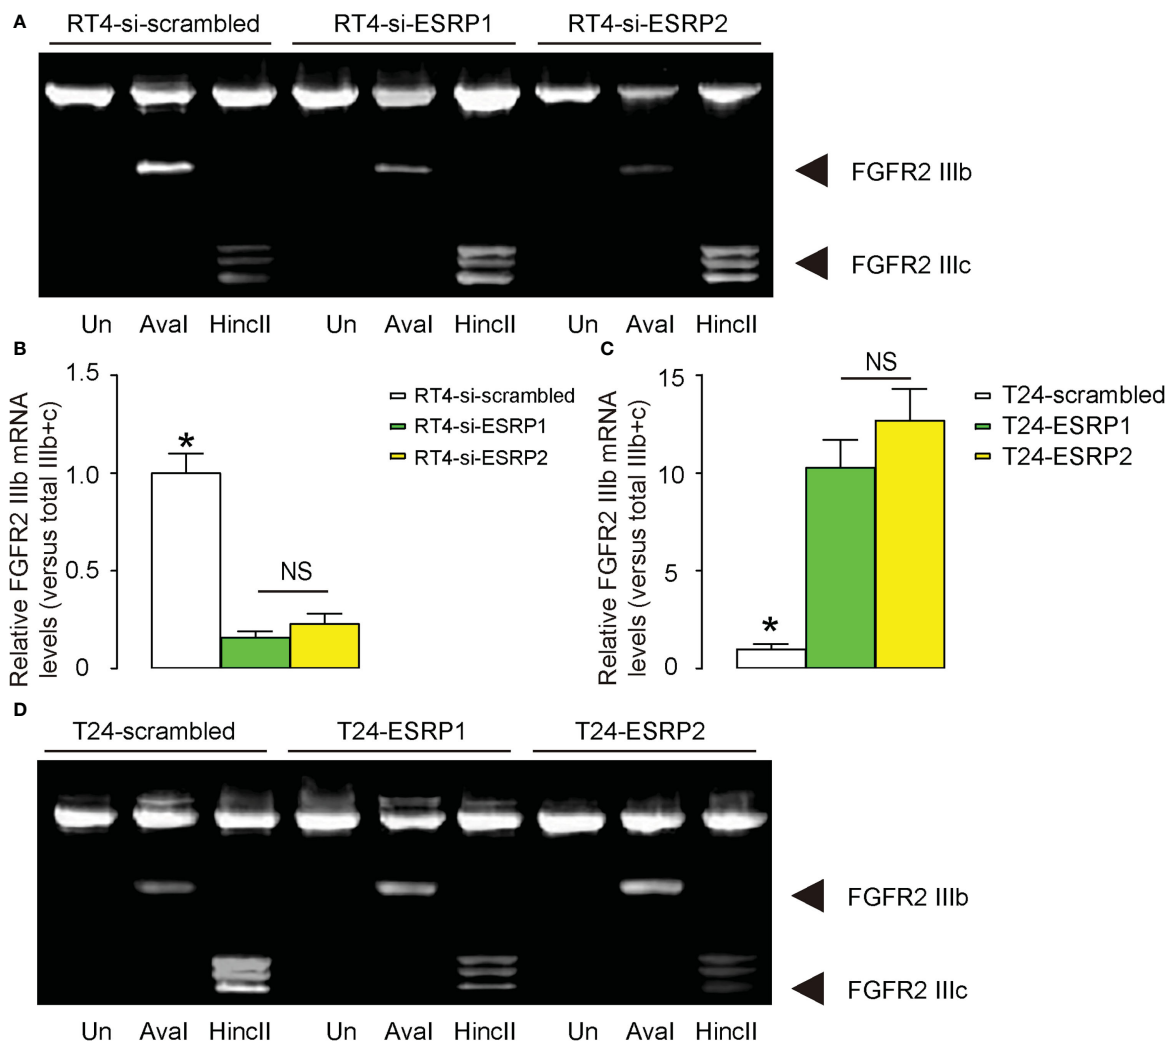 A
RT4-si-scrambled RT4-si-ESRP1 RT4-si-ESRP2
FGFR2 IIIb
FGFR2 IIIc
Un AvaI HincII Un AvaI HincII Un AvaI HincII
B
Relative FGFR2 IIIb mRNA
levels (versus total IIIb+c)
1.5
1.0
0.5
0
*
NS
RT4-si-scrambled
RT4-si-ESRP1
RT4-si-ESRP2
C
Relative FGFR2 IIIb mRNA
levels (versus total IIIb+c)
15
10
5
0
*
NS
T24-scrambled
T24-ESRP1
T24-ESRP2
D
T24-scrambled T24-ESRP1 T24-ESRP2
FGFR2 IIIb
FGFR2 IIIc
Un AvaI HincII Un AvaI HincII Un AvaI HincII